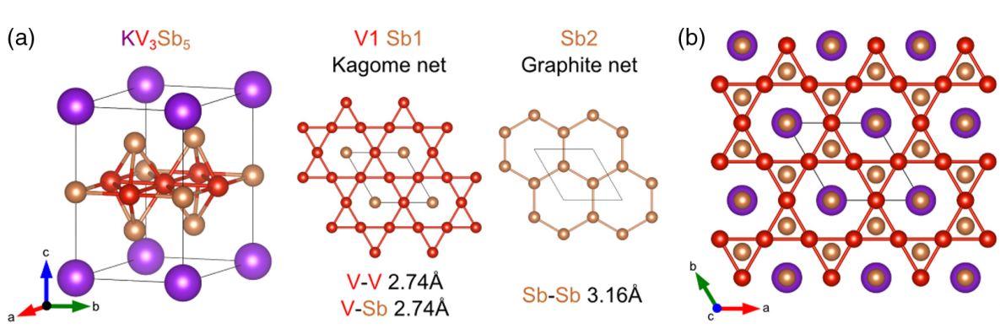 (a)
KV₃Sb₅
V1 Sb1
Kagome net
Sb2
Graphite net
(b)
V-V 2.74Å
V-Sb 2.74Å
Sb-Sb 3.16Å
c
a
b
b
c
a